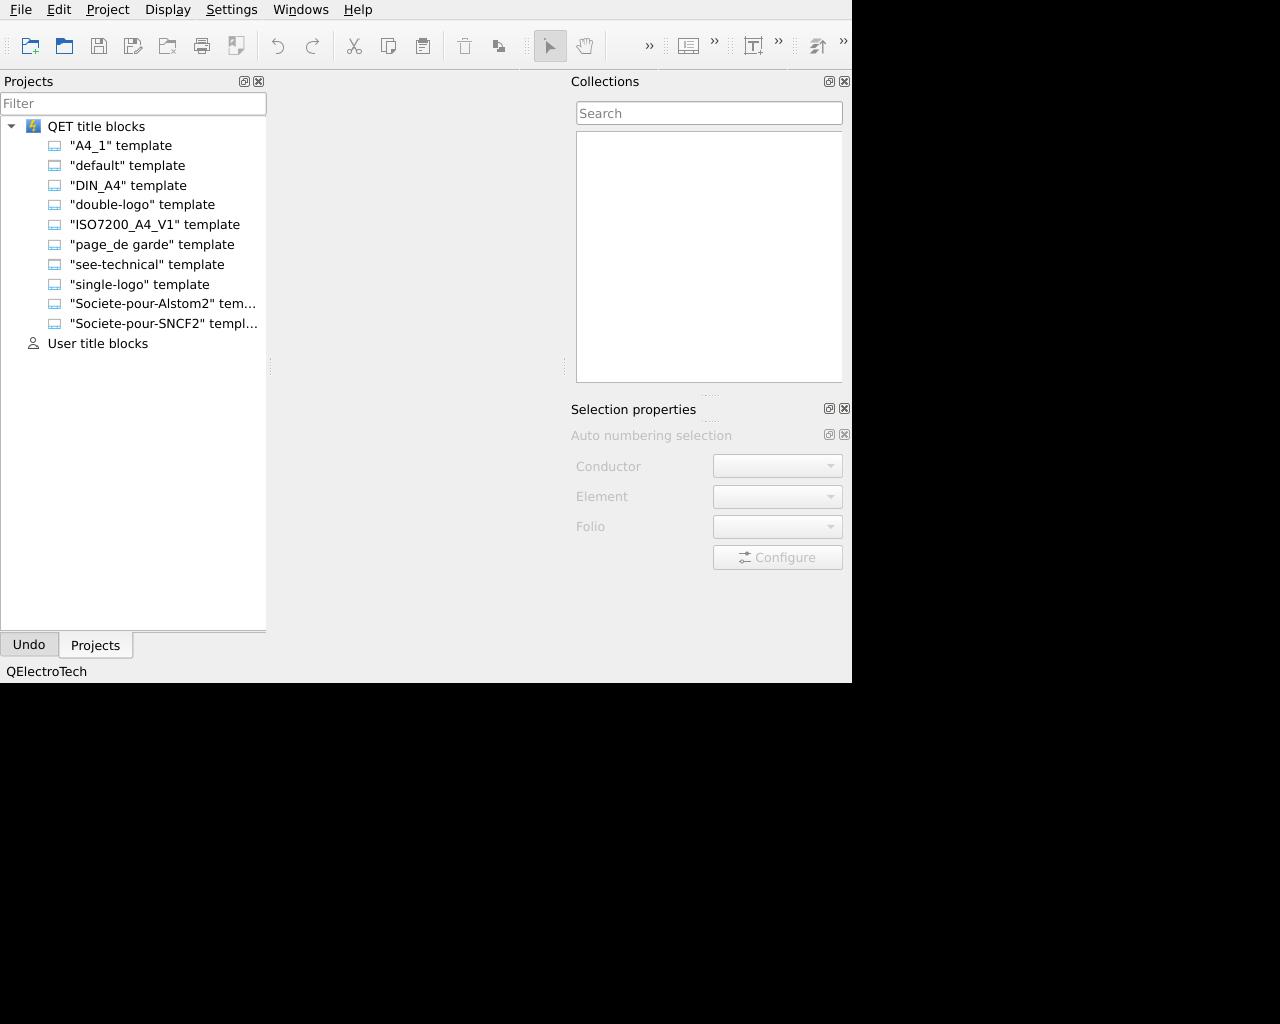 File Edit Project Display Settings Windows Help
Projects
Filter
QET title blocks
"A4_1" template
"default" template
"DIN_A4" template
"double-logo" template
"ISO7200_A4_V1" template
"page_de garde" template
"see-technical" template
"single-logo" template
"Societe-pour-Alstom2" tem...
"Societe-pour-SNCF2" templ...
User title blocks
Undo Projects
QElectroTech
Collections
Search
Selection properties
Auto numbering selection
Conductor
Element
Folio
Configure